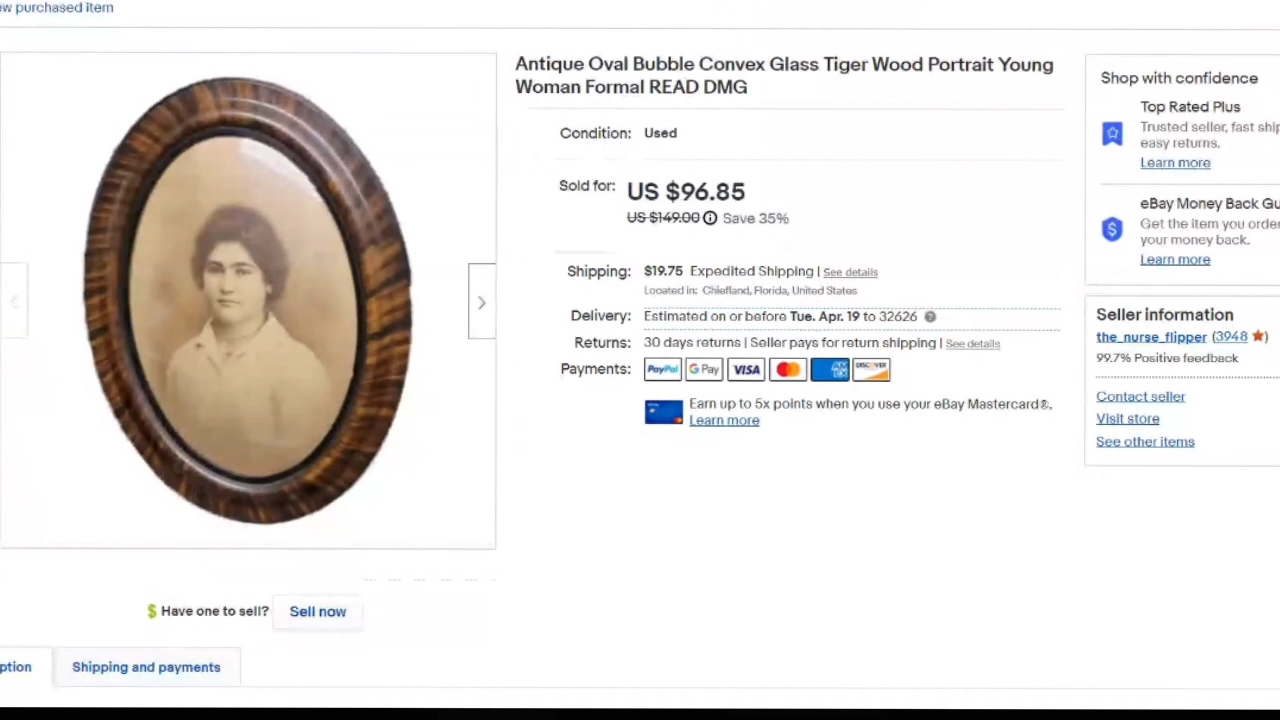 ew purchased item
Antique Oval Bubble Convex Glass Tiger Wood Portrait Young
Woman Formal READ DMG
Condition: Used
Sold for: US $96.85
US $149.00 Save 35%
Shipping: $19.75 Expedited Shipping | See details
Located in: Chiefland, Florida, United States
Delivery: Estimated on or before Tue. Apr. 19 to 32626
Returns: 30 days returns | Seller pays for return shipping | See details
Payments: PayPal G Pay VISA AM EX DISCOVER
Earn up to 5x points when you use your eBay Mastercard®,
Learn more
$ Have one to sell? Sell now
ption
Shipping and payments
Shop with confidence
Top Rated Plus
Trusted seller, fast ship
easy returns.
Learn more
eBay Money Back Gu
Get the item you order
your money back.
Learn more
Seller information
the_nurse_flipper (3948 ★)
99.7% Positive feedback
Contact seller
Visit store
See other items